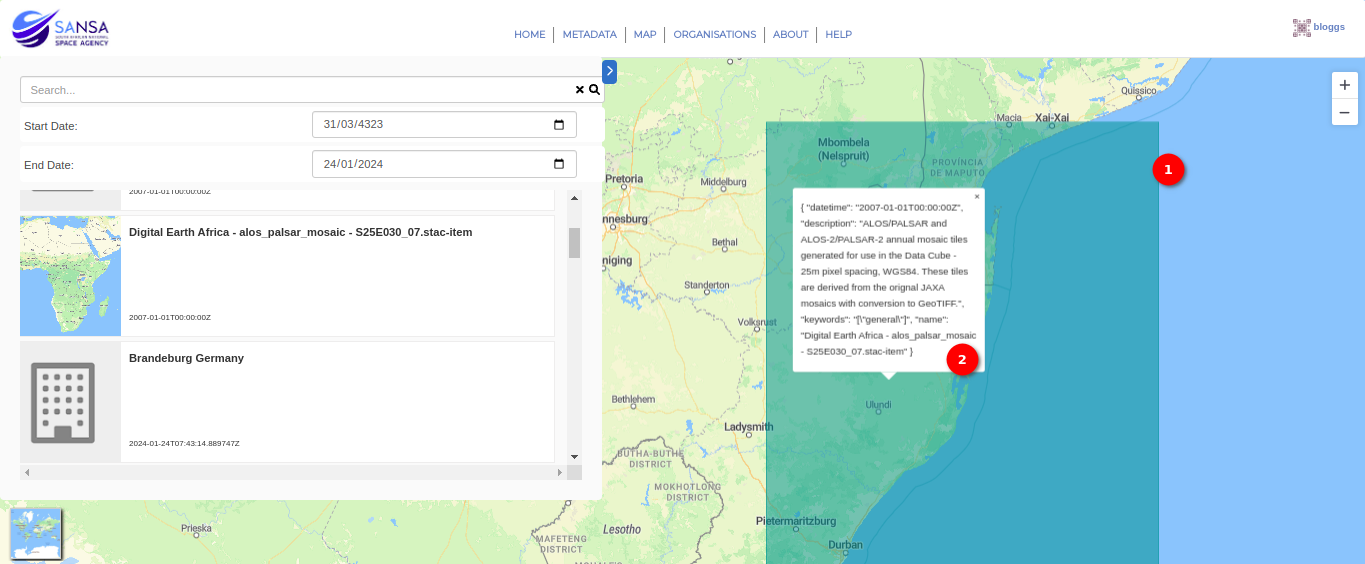 SANSA
SOUTH AFRICAN NATIONAL
SPACE AGENCY
HOME
METADATA
MAP
ORGANISATIONS
ABOUT
HELP
bloggs
Search...
Start Date:
31/03/4323
End Date:
24/01/2024
2007-01-01T00:00:00Z
Digital Earth Africa - alos_palsar_mosaic - S25E030_07.stac-item
2007-01-01T00:00:00Z
Brandeburg Germany
2024-01-24T07:43:14.889747Z
+
−
Quissico
Macia
Xai-Xai
Mbombela
(Nelspruit)
PROVÍNCIA
DE MAPUTO
1
Pretoria
Middelburg
nnesburg
Bethal
niging
Standerton
Volksrust
×
{ "datetime": "2007-01-01T00:00:00Z",
"description": "ALOS/PALSAR and
ALOS-2/PALSAR-2 annual mosaic tiles
generated for use in the Data Cube -
25m pixel spacing, WGS84. These tiles
are derived from the orignal JAXA
mosaics with conversion to GeoTIFF.",
"keywords": "[\"general\"]", "name":
"Digital Earth Africa - alos_palsar_mosaic
- S25E030_07.stac-item" }
2
Bethlehem
Ulundi
Ladysmith
BUTHA-BUTHE
DISTRICT
MOKHOTLONG
DISTRICT
Prieska
Lesotho
Pietermaritzburg
MAFETENG
DISTRICT
Durban